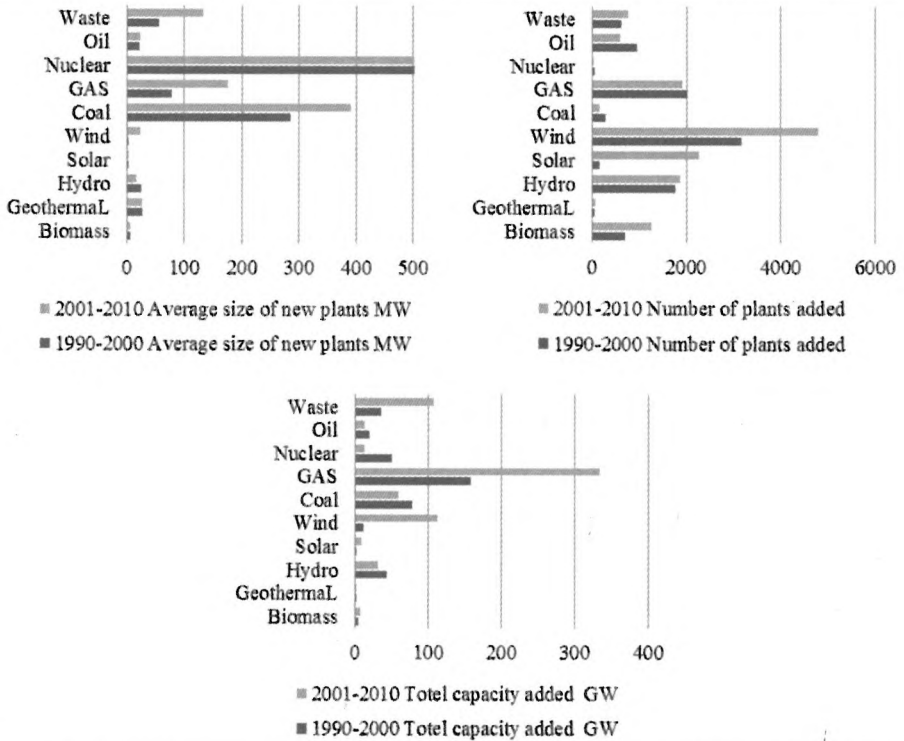 Waste
Oil
Nuclear
GAS
Coal
Wind
Solar
Hydro
GeothermaL
Biomass
0 100 200 300 400 500
2001-2010 Average size of new plants MW
1990-2000 Average size of new plants MW
Waste
Oil
Nuclear
GAS
Coal
Wind
Solar
Hydro
GeothermaL
Biomass
0 2000 4000 6000
2001-2010 Number of plants added
1990-2000 Number of plants added
Waste
Oil
Nuclear
GAS
Coal
Wind
Solar
Hydro
GeothermaL
Biomass
0 100 200 300 400
2001-2010 Totel capacity added GW
1990-2000 Totel capacity added GW